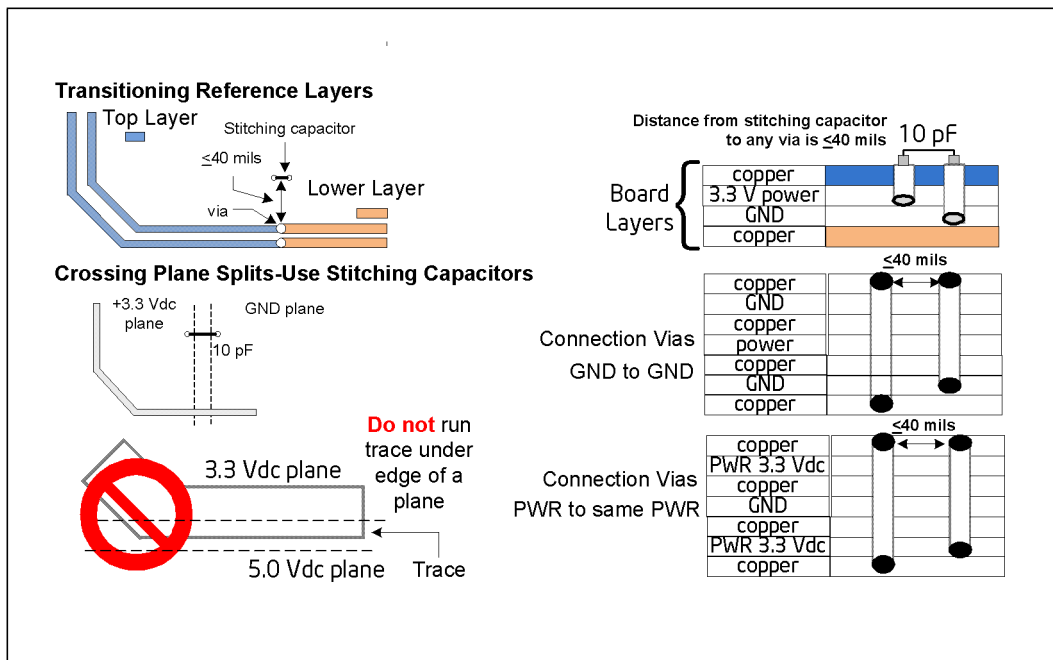 Transitioning Reference Layers
Top Layer
Stitching capacitor
≤40 mils
Lower Layer
via
Crossing Plane Splits-Use Stitching Capacitors
+3.3 Vdc
plane
GND plane
10 pF
Do not run
trace under
edge of a
plane
3.3 Vdc plane
5.0 Vdc plane
Trace
Distance from stitching capacitor
to any via is ≤40 mils
10 pF
Board
Layers
copper
3.3 V power
GND
copper
≤40 mils
Connection Vias
GND to GND
copper
GND
copper
power
copper
GND
copper
≤40 mils
Connection Vias
PWR to same PWR
copper
PWR 3.3 Vdc
copper
GND
copper
PWR 3.3 Vdc
copper